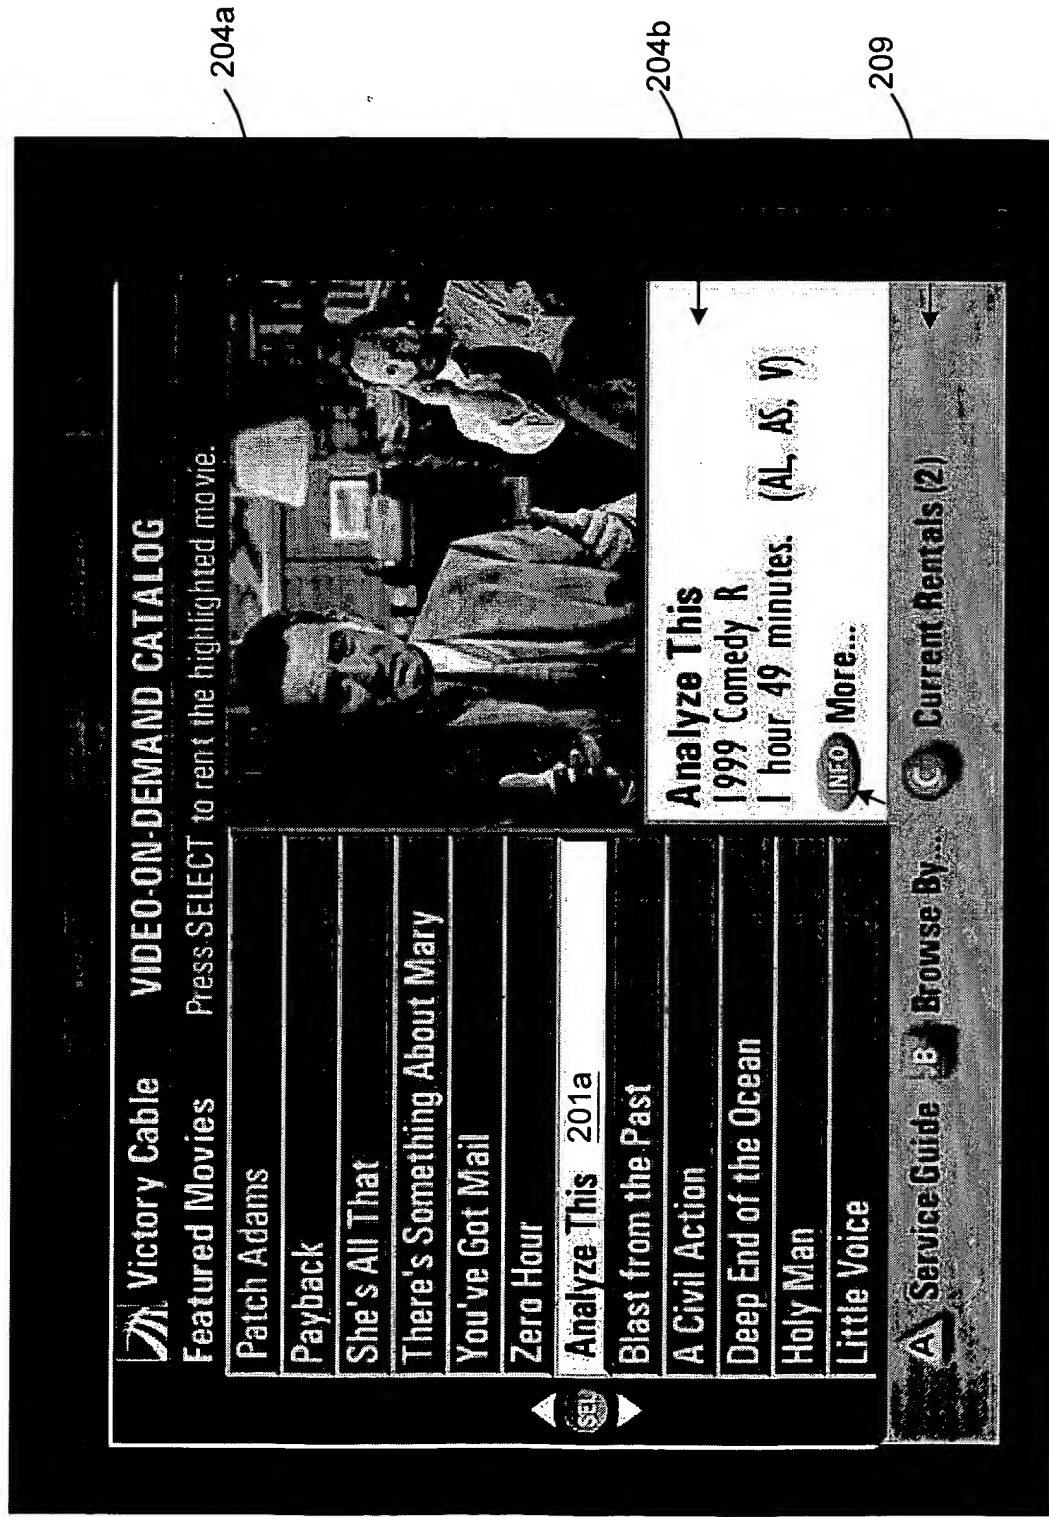 Victory Cable VIDEO-ON-DEMAND CATALOG
Featured Movies Press SELECT to rent the highlighted movie.
Patch Adams
Payback
She's All That
There's Something About Mary
You've Got Mail
Zero Hour
SEL
Analyze This 201a
Blast from the Past
A Civil Action
Deep End of the Ocean
Holy Man
Little Voice
Analyze This
1999 Comedy R
1 hour 49 minutes. (AL, AS, V)
INFO More...
A Service Guide B Browse By... C Current Rentals (2)
204a
204b
209